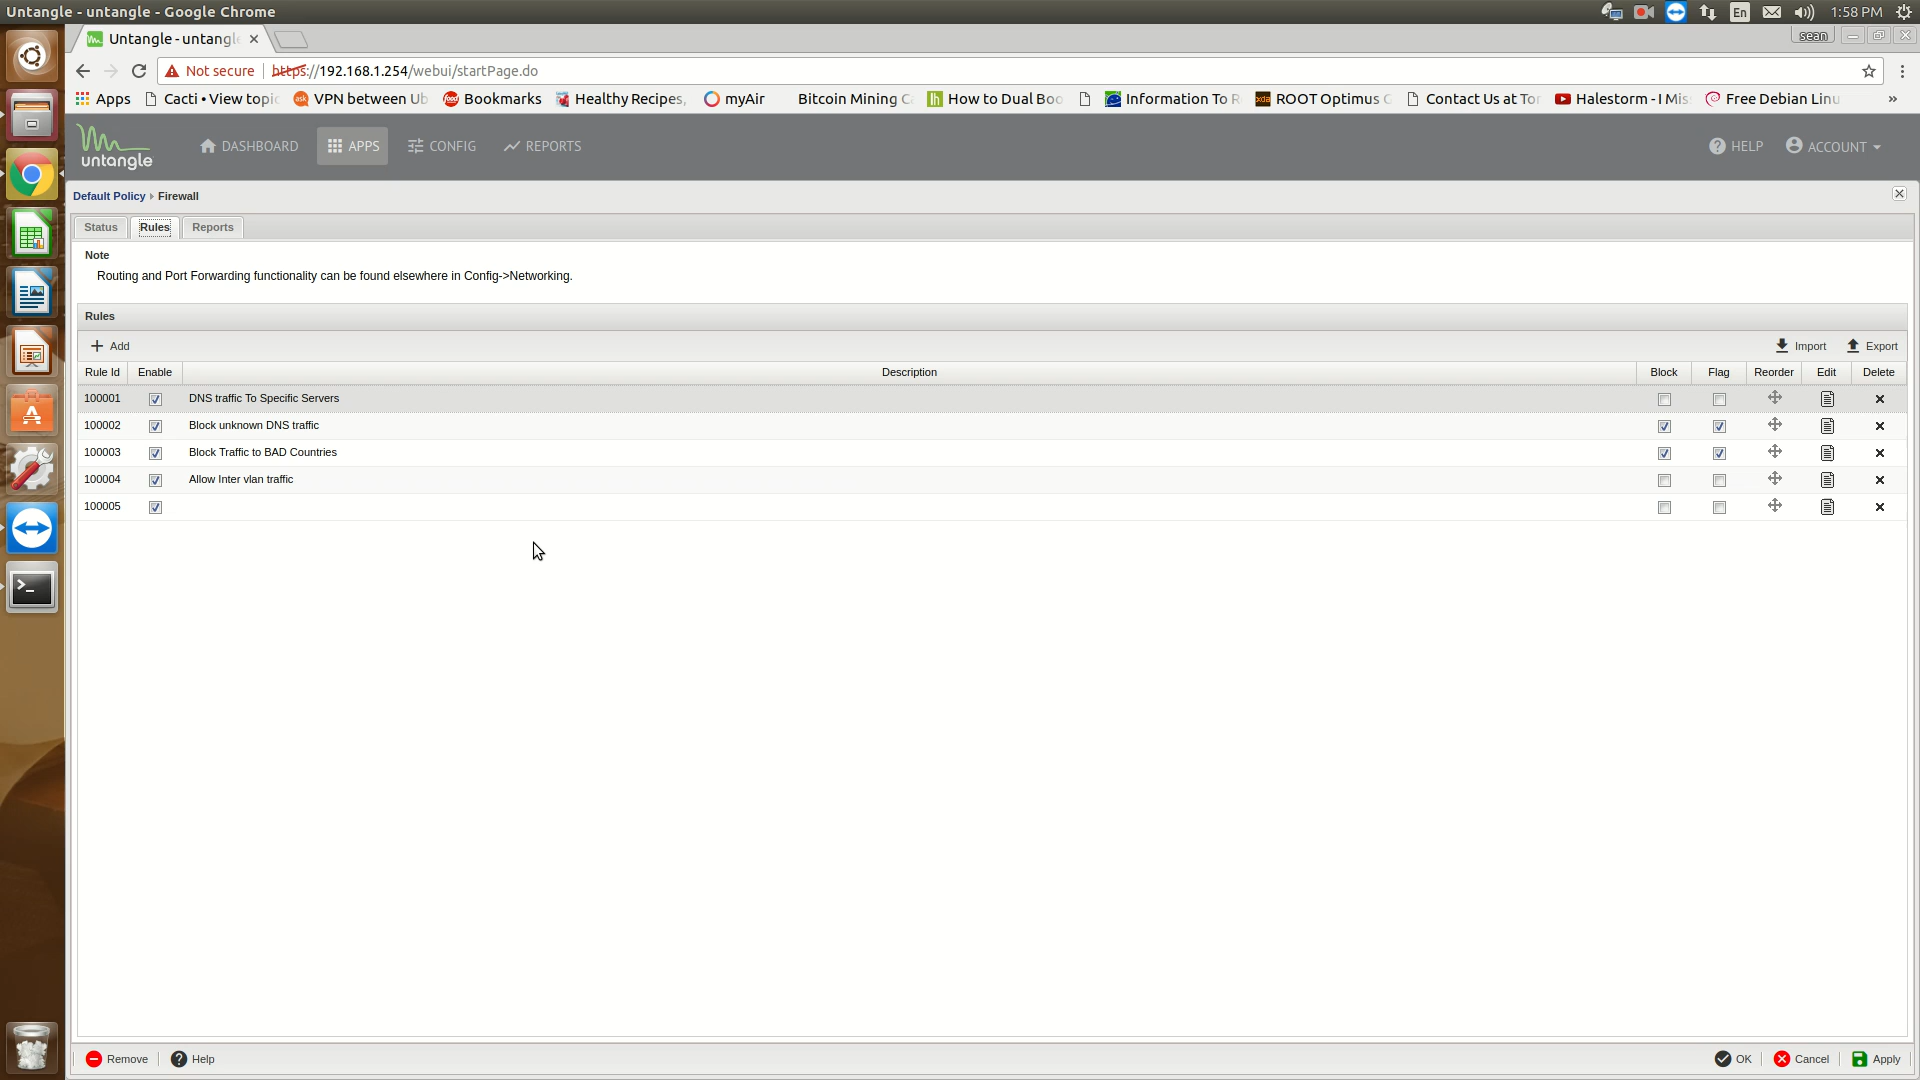 Untangle - untangle - Google Chrome
En
1:58 PM
Untangle - untangl
sean
Not secure
https://192.168.1.254/webui/startPage.do
Apps
Cacti • View topi
VPN between Ub
Bookmarks
Healthy Recipes,
myAir
Bitcoin Mining C
How to Dual Boo
Information To R
ROOT Optimus G
Contact Us at Tor
Halestorm - I Mis
Free Debian Linu
»
untangle
DASHBOARD
APPS
CONFIG
REPORTS
HELP
ACCOUNT
Default Policy
Firewall
Status
Rules
Reports
Note
Routing and Port Forwarding functionality can be found elsewhere in Config->Networking.
Rules
Add
Import
Export
Rule Id Enable Description Block Flag Reorder Edit Delete
100001 DNS traffic To Specific Servers
100002 Block unknown DNS traffic
100003 Block Traffic to BAD Countries
100004 Allow Inter vlan traffic
100005
Remove
Help
OK
Cancel
Apply